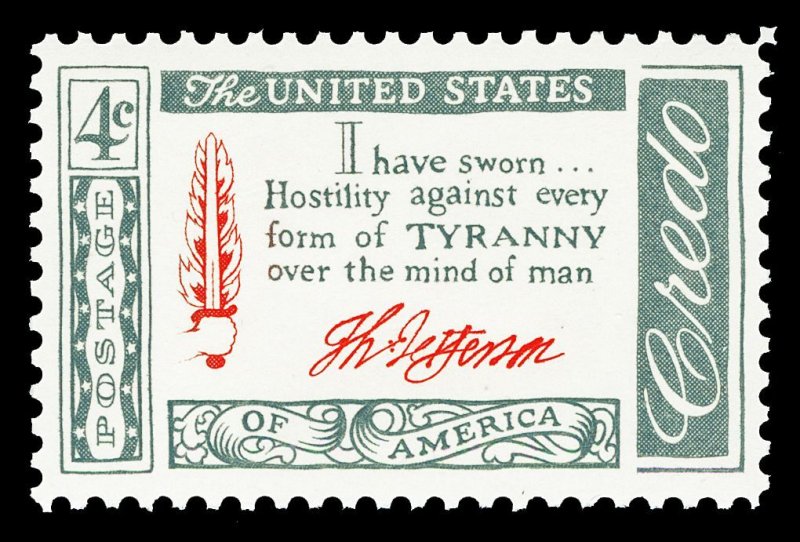 4c
POSTAGE
The UNITED STATES
I have sworn ...
Hostility against every
form of TYRANNY
over the mind of man
Th. Jefferson
OF AMERICA
Credo